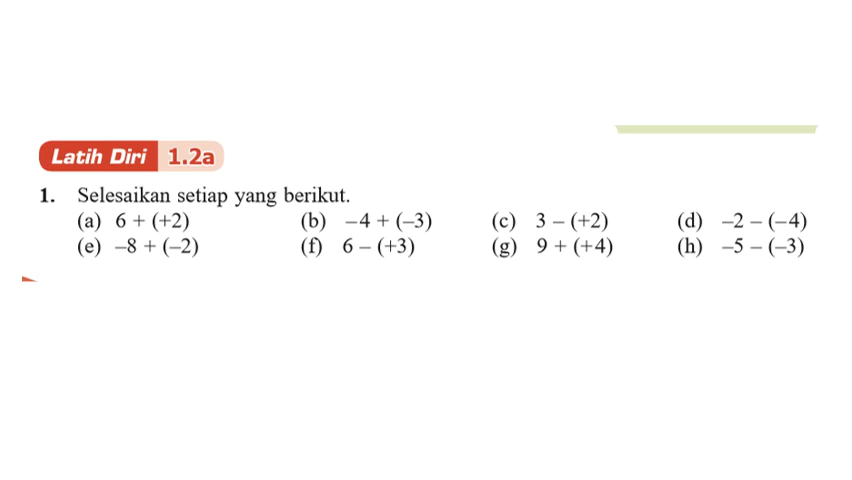 Latih Diri 1.2a
1. Selesaikan setiap yang berikut.
(a) 6 + (+2) (b) –4 + (–3) (c) 3 – (+2) (d) –2 – (–4)
(e) –8 + (–2) (f) 6 – (+3) (g) 9 + (+4) (h) –5 – (–3)